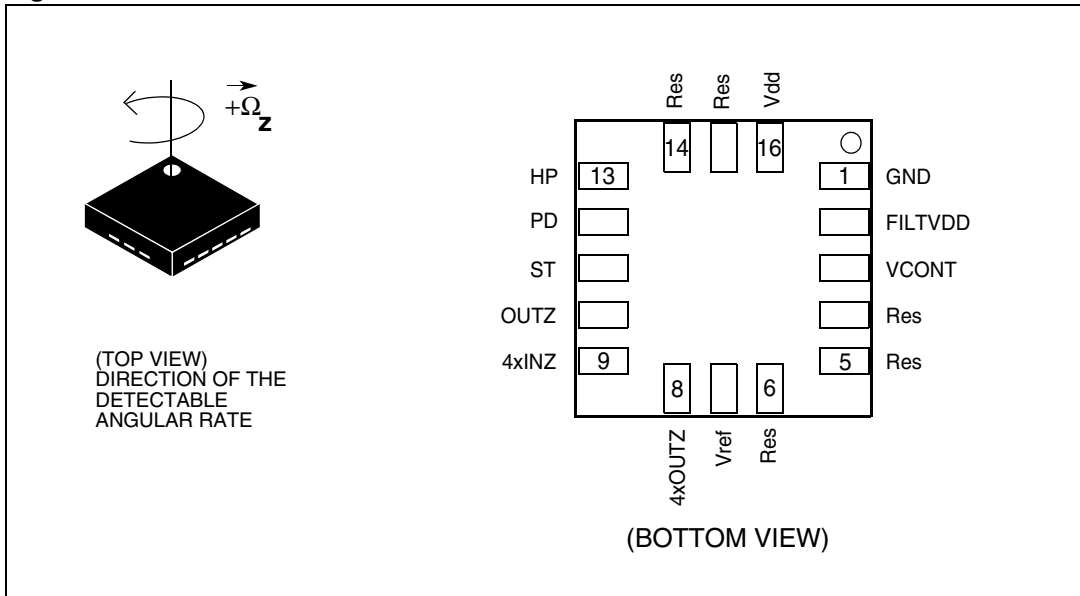 +Ω
z
(TOP VIEW)
DIRECTION OF THE
DETECTABLE
ANGULAR RATE
Res
Res
Vdd
14
16
HP
13
1
GND
PD
FILTVDD
ST
VCONT
OUTZ
Res
4xINZ
9
5
Res
8
6
4xOUTZ
Vref
Res
(BOTTOM VIEW)